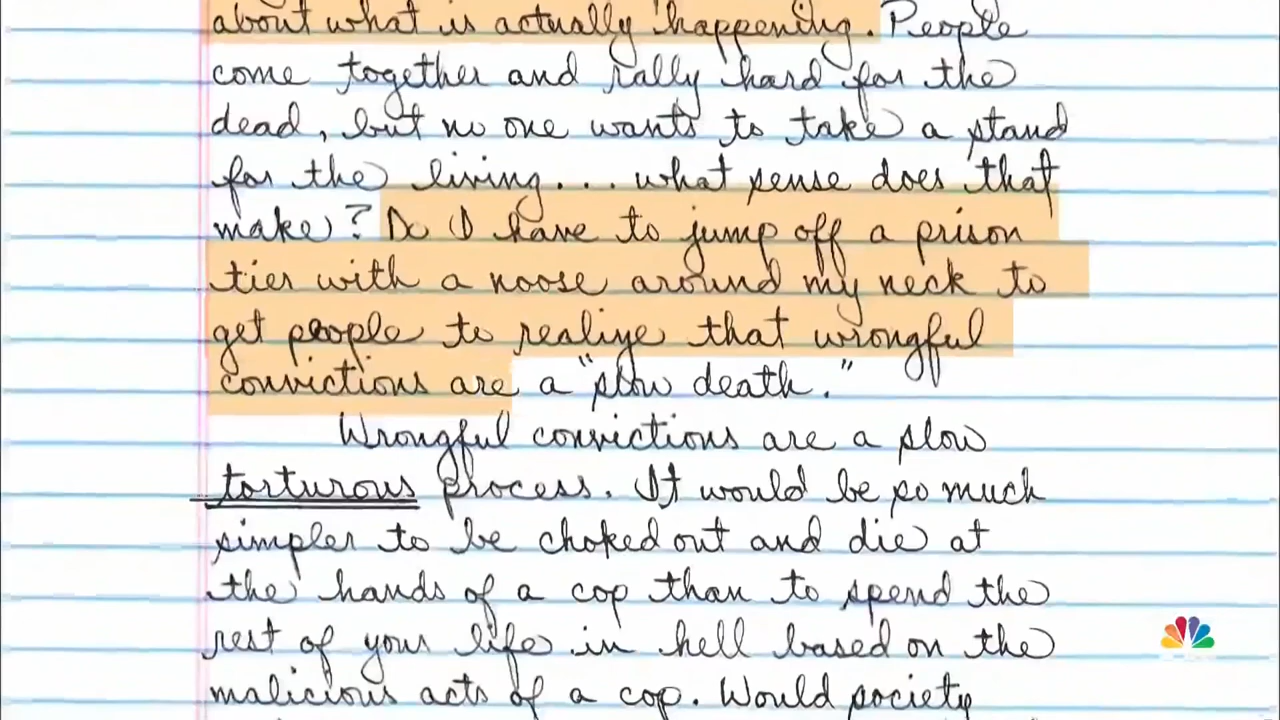 about what is actually happening. People
come together and rally hard for the
dead, but no one wants to take a stand
for the living... what sense does that
make? Do I have to jump off a prison
tier with a noose around my neck to
get people to realize that wrongful
convictions are a "slow death."
Wrongful convictions are a slow
torturous process. It would be so much
simpler to be choked out and die at
the hands of a cop than to spend the
rest of your life in hell based on the
malicious acts of a cop. Would society